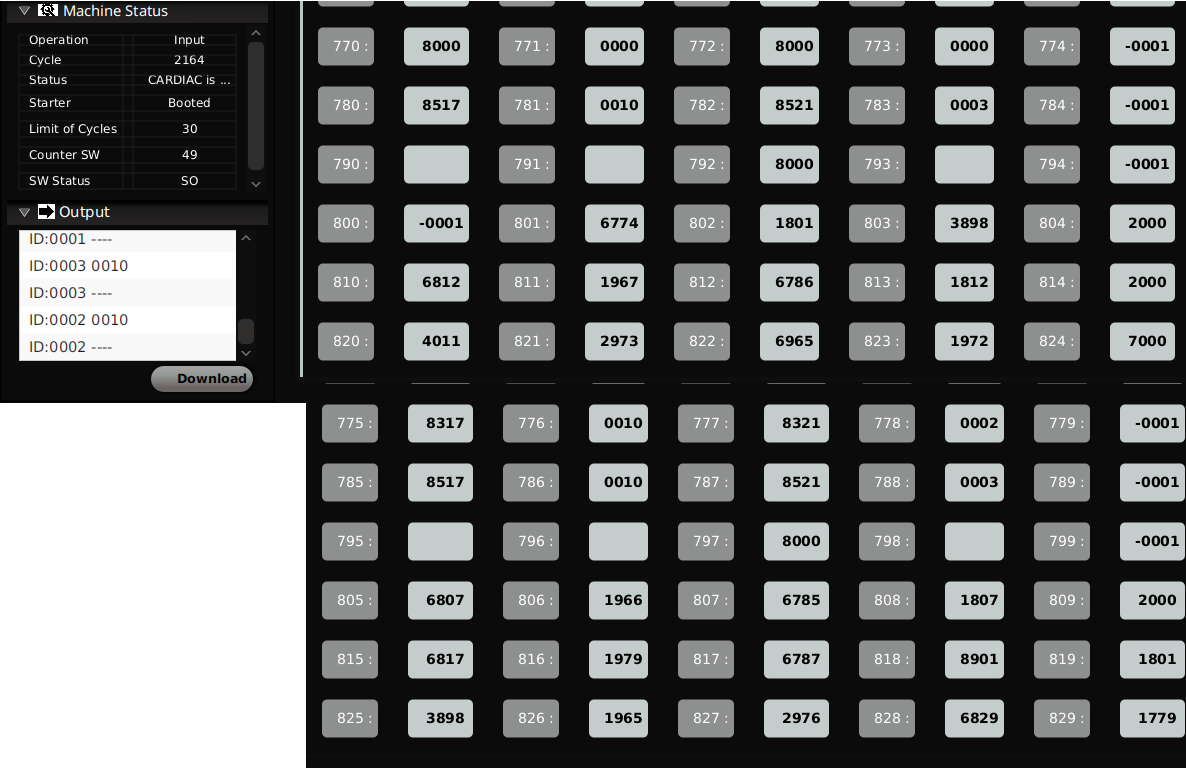 Machine Status
Operation Input
Cycle 2164
Status CARDIAC is ...
Starter Booted
Limit of Cycles 30
Counter SW 49
SW Status SO
Output
ID:0001 ----
ID:0003 0010
ID:0003 ----
ID:0002 0010
ID:0002 ----
Download
770 : 8000 771 : 0000 772 : 8000 773 : 0000 774 : -0001
780 : 8517 781 : 0010 782 : 8521 783 : 0003 784 : -0001
790 : 791 : 792 : 8000 793 : 794 : -0001
800 : -0001 801 : 6774 802 : 1801 803 : 3898 804 : 2000
810 : 6812 811 : 1967 812 : 6786 813 : 1812 814 : 2000
820 : 4011 821 : 2973 822 : 6965 823 : 1972 824 : 7000
775 : 8317 776 : 0010 777 : 8321 778 : 0002 779 : -0001
785 : 8517 786 : 0010 787 : 8521 788 : 0003 789 : -0001
795 : 796 : 797 : 8000 798 : 799 : -0001
805 : 6807 806 : 1966 807 : 6785 808 : 1807 809 : 2000
815 : 6817 816 : 1979 817 : 6787 818 : 8901 819 : 1801
825 : 3898 826 : 1965 827 : 2976 828 : 6829 829 : 1779